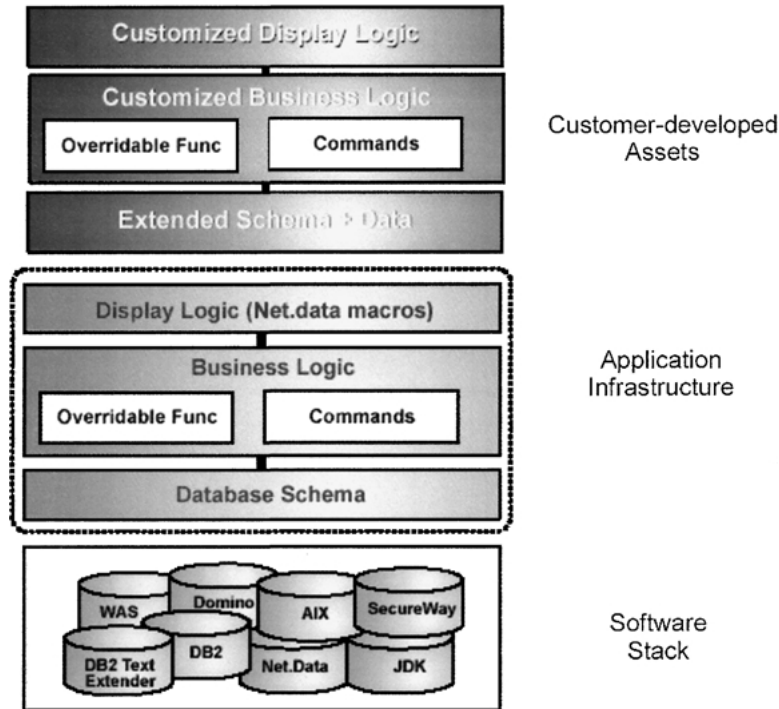 Customized Display Logic
Customized Business Logic
Overridable Func
Commands
Extended Schema + Data
Customer-developed
Assets
Display Logic (Net.data macros)
Business Logic
Overridable Func
Commands
Database Schema
Application
Infrastructure
WAS
Domino
AIX
SecureWay
DB2 Text
Extender
DB2
Net.Data
JDK
Software
Stack